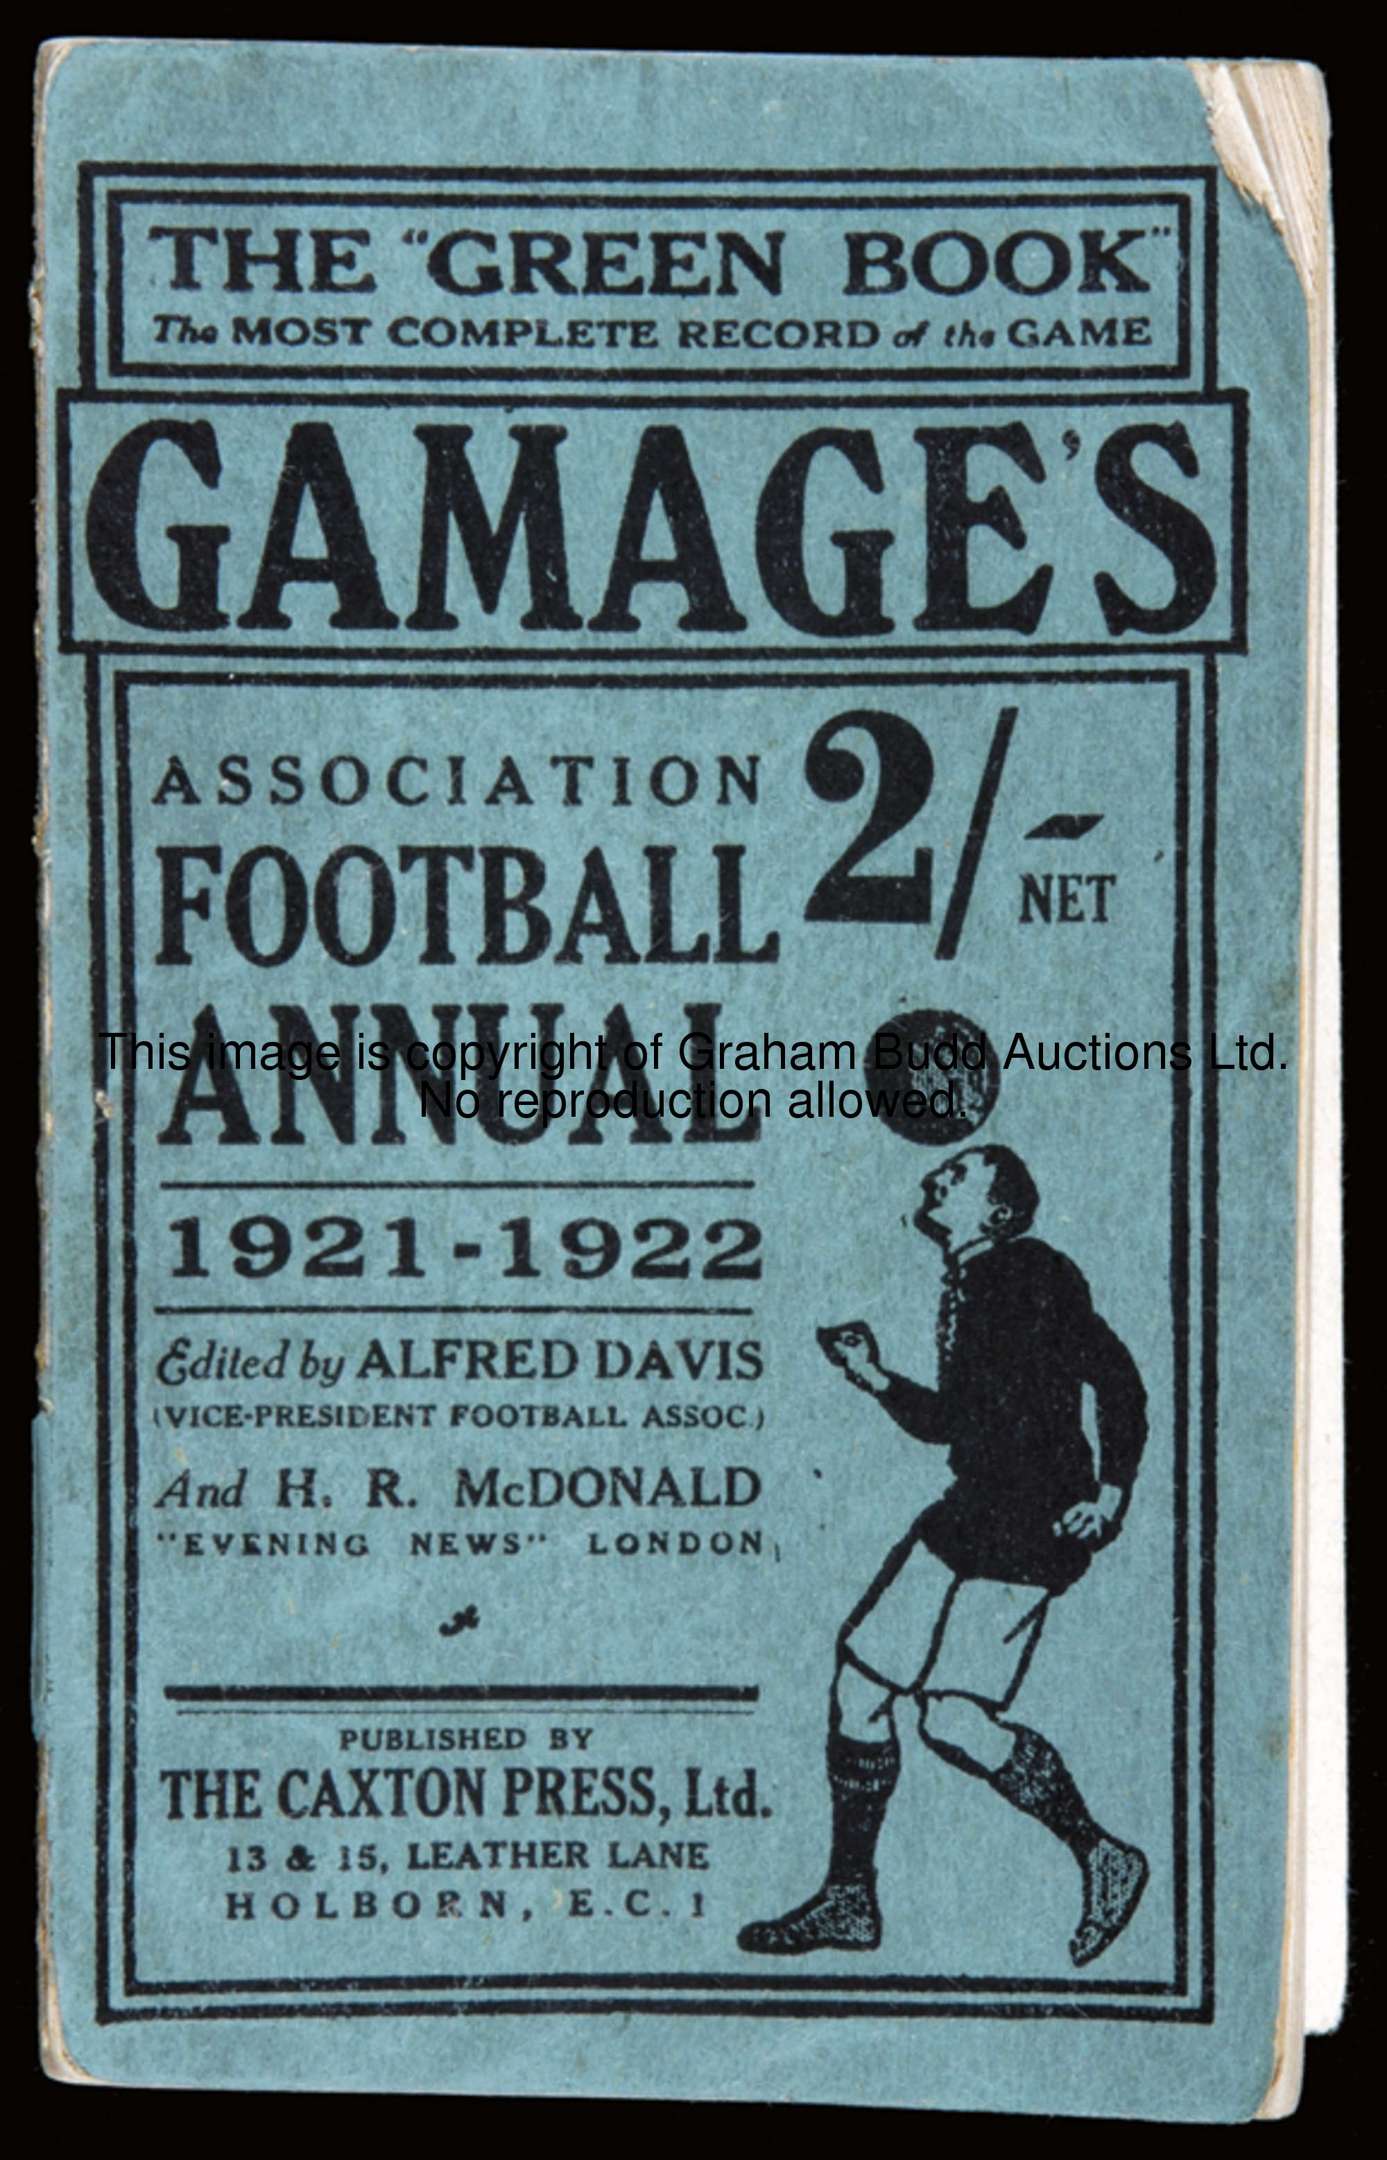 THE "GREEN BOOK"
The MOST COMPLETE RECORD of the GAME
GAMAGE'S
ASSOCIATION
FOOTBALL
ANNUAL
2/-
NET
This image is copyright of Graham Budd Auctions Ltd.
No reproduction allowed.
1921-1922
Edited by ALFRED DAVIS
(VICE-PRESIDENT FOOTBALL ASSOC.)
And H. R. McDONALD
"EVENING NEWS" LONDON
PUBLISHED BY
THE CAXTON PRESS, Ltd.
13 & 15, LEATHER LANE
HOLBORN, E.C. 1